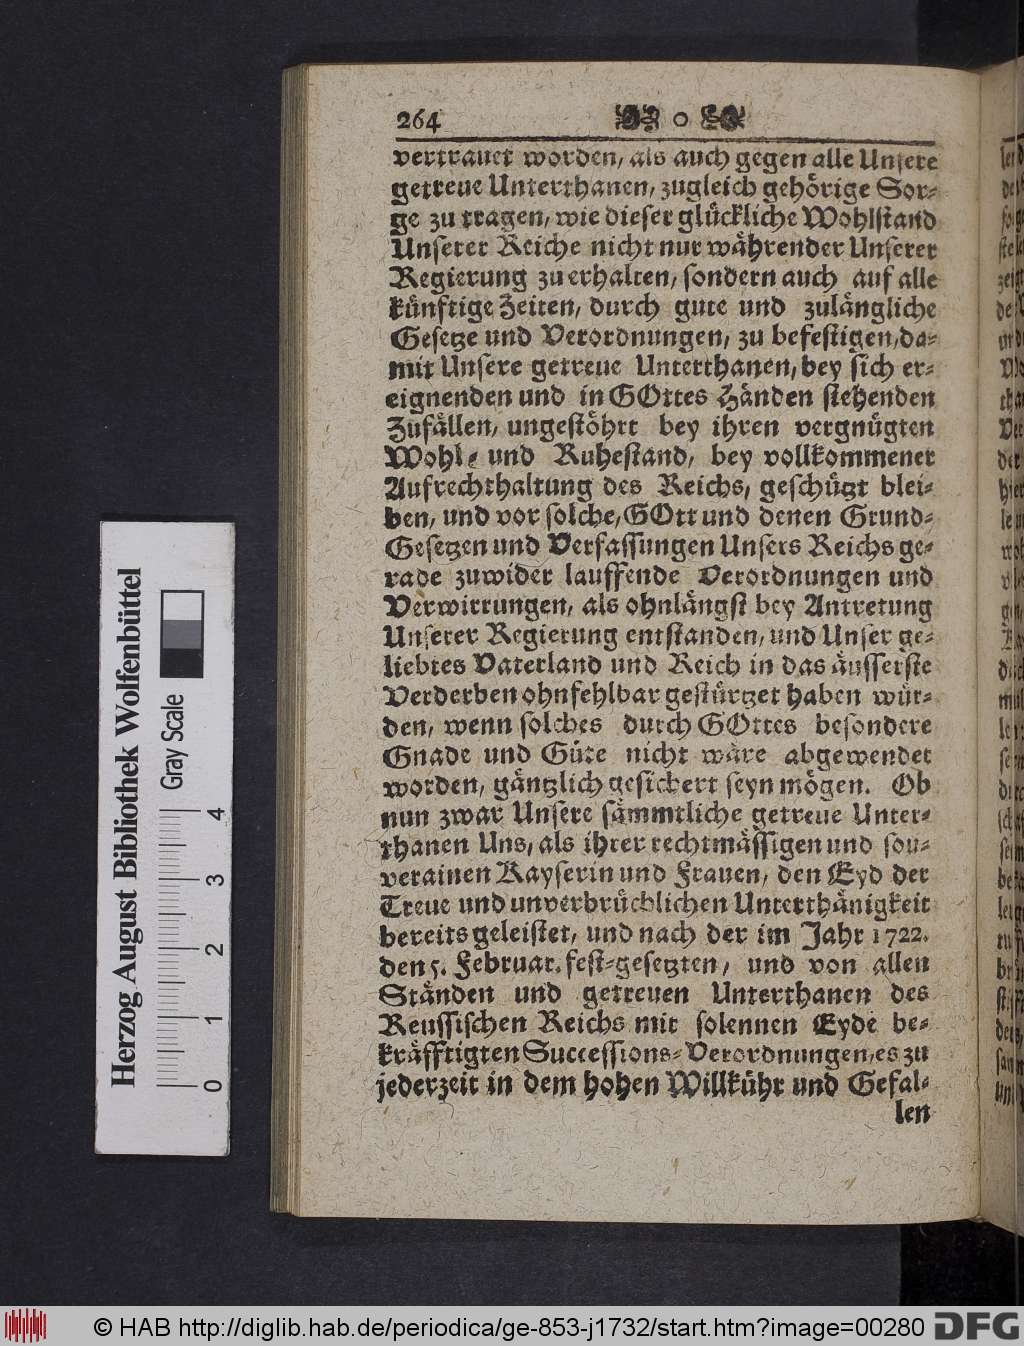 264
vertrauet worden, als auch gegen alle Unsere
getreue Unterthanen, zugleich gehörige Sor-
ge zu tragen, wie dieser glückliche Wohlstand
Unserer Reiche nicht nur währender Unserer
Regierung zu erhalten, sondern auch auf alle
künftige Zeiten, durch gute und zulängliche
Gesetze und Verordnungen, zu befestigen, da-
mit Unsere getreue Unterthanen, bey sich er-
eignenden und in GOttes Händen stehenden
Zufällen, ungestöhrt bey ihren vergnügten
Wohl- und Ruhestand, bey vollkommener
Aufrechthaltung des Reichs, geschützt blei-
ben, und vor solche, GOtt und denen Grund-
Gesetzen und Verfassungen Unsers Reichs ge-
rade zuwider lauffende Verordnungen und
Verwirrungen, als ohnlängst bey Antretung
Unserer Regierung entstanden, und Unser ge-
liebtes Vaterland und Reich in das äusserste
Verderben ohnfehlbar gestürtzet haben wür-
den, wenn solches durch GOttes besondere
Gnade und Güte nicht wäre abgewendet
worden, gäntzlich gesichert seyn mögen. Ob
nun zwar Unsere sämmtliche getreue Unter-
thanen Uns, als ihrer rechtmässigen und sou-
verainen Kayserin und Frauen, den Eyd der
Treue und unverbrüchlichen Unterthänigkeit
bereits geleistet, und nach der im Jahr 1722.
den 5. Februar. fest-gesetzten, und von allen
Ständen und getreuen Unterthanen des
Reussischen Reichs mit solennen Eyde be-
kräfftigten Successions-Verordnungen, es zu
jederzeit in dem hohen Willkühr und Gefal-
len
Herzog August Bibliothek Wolfenbüttel
Gray Scale
0 1 2 3 4
© HAB http://diglib.hab.de/periodica/ge-853-j1732/start.htm?image=00280
DFG